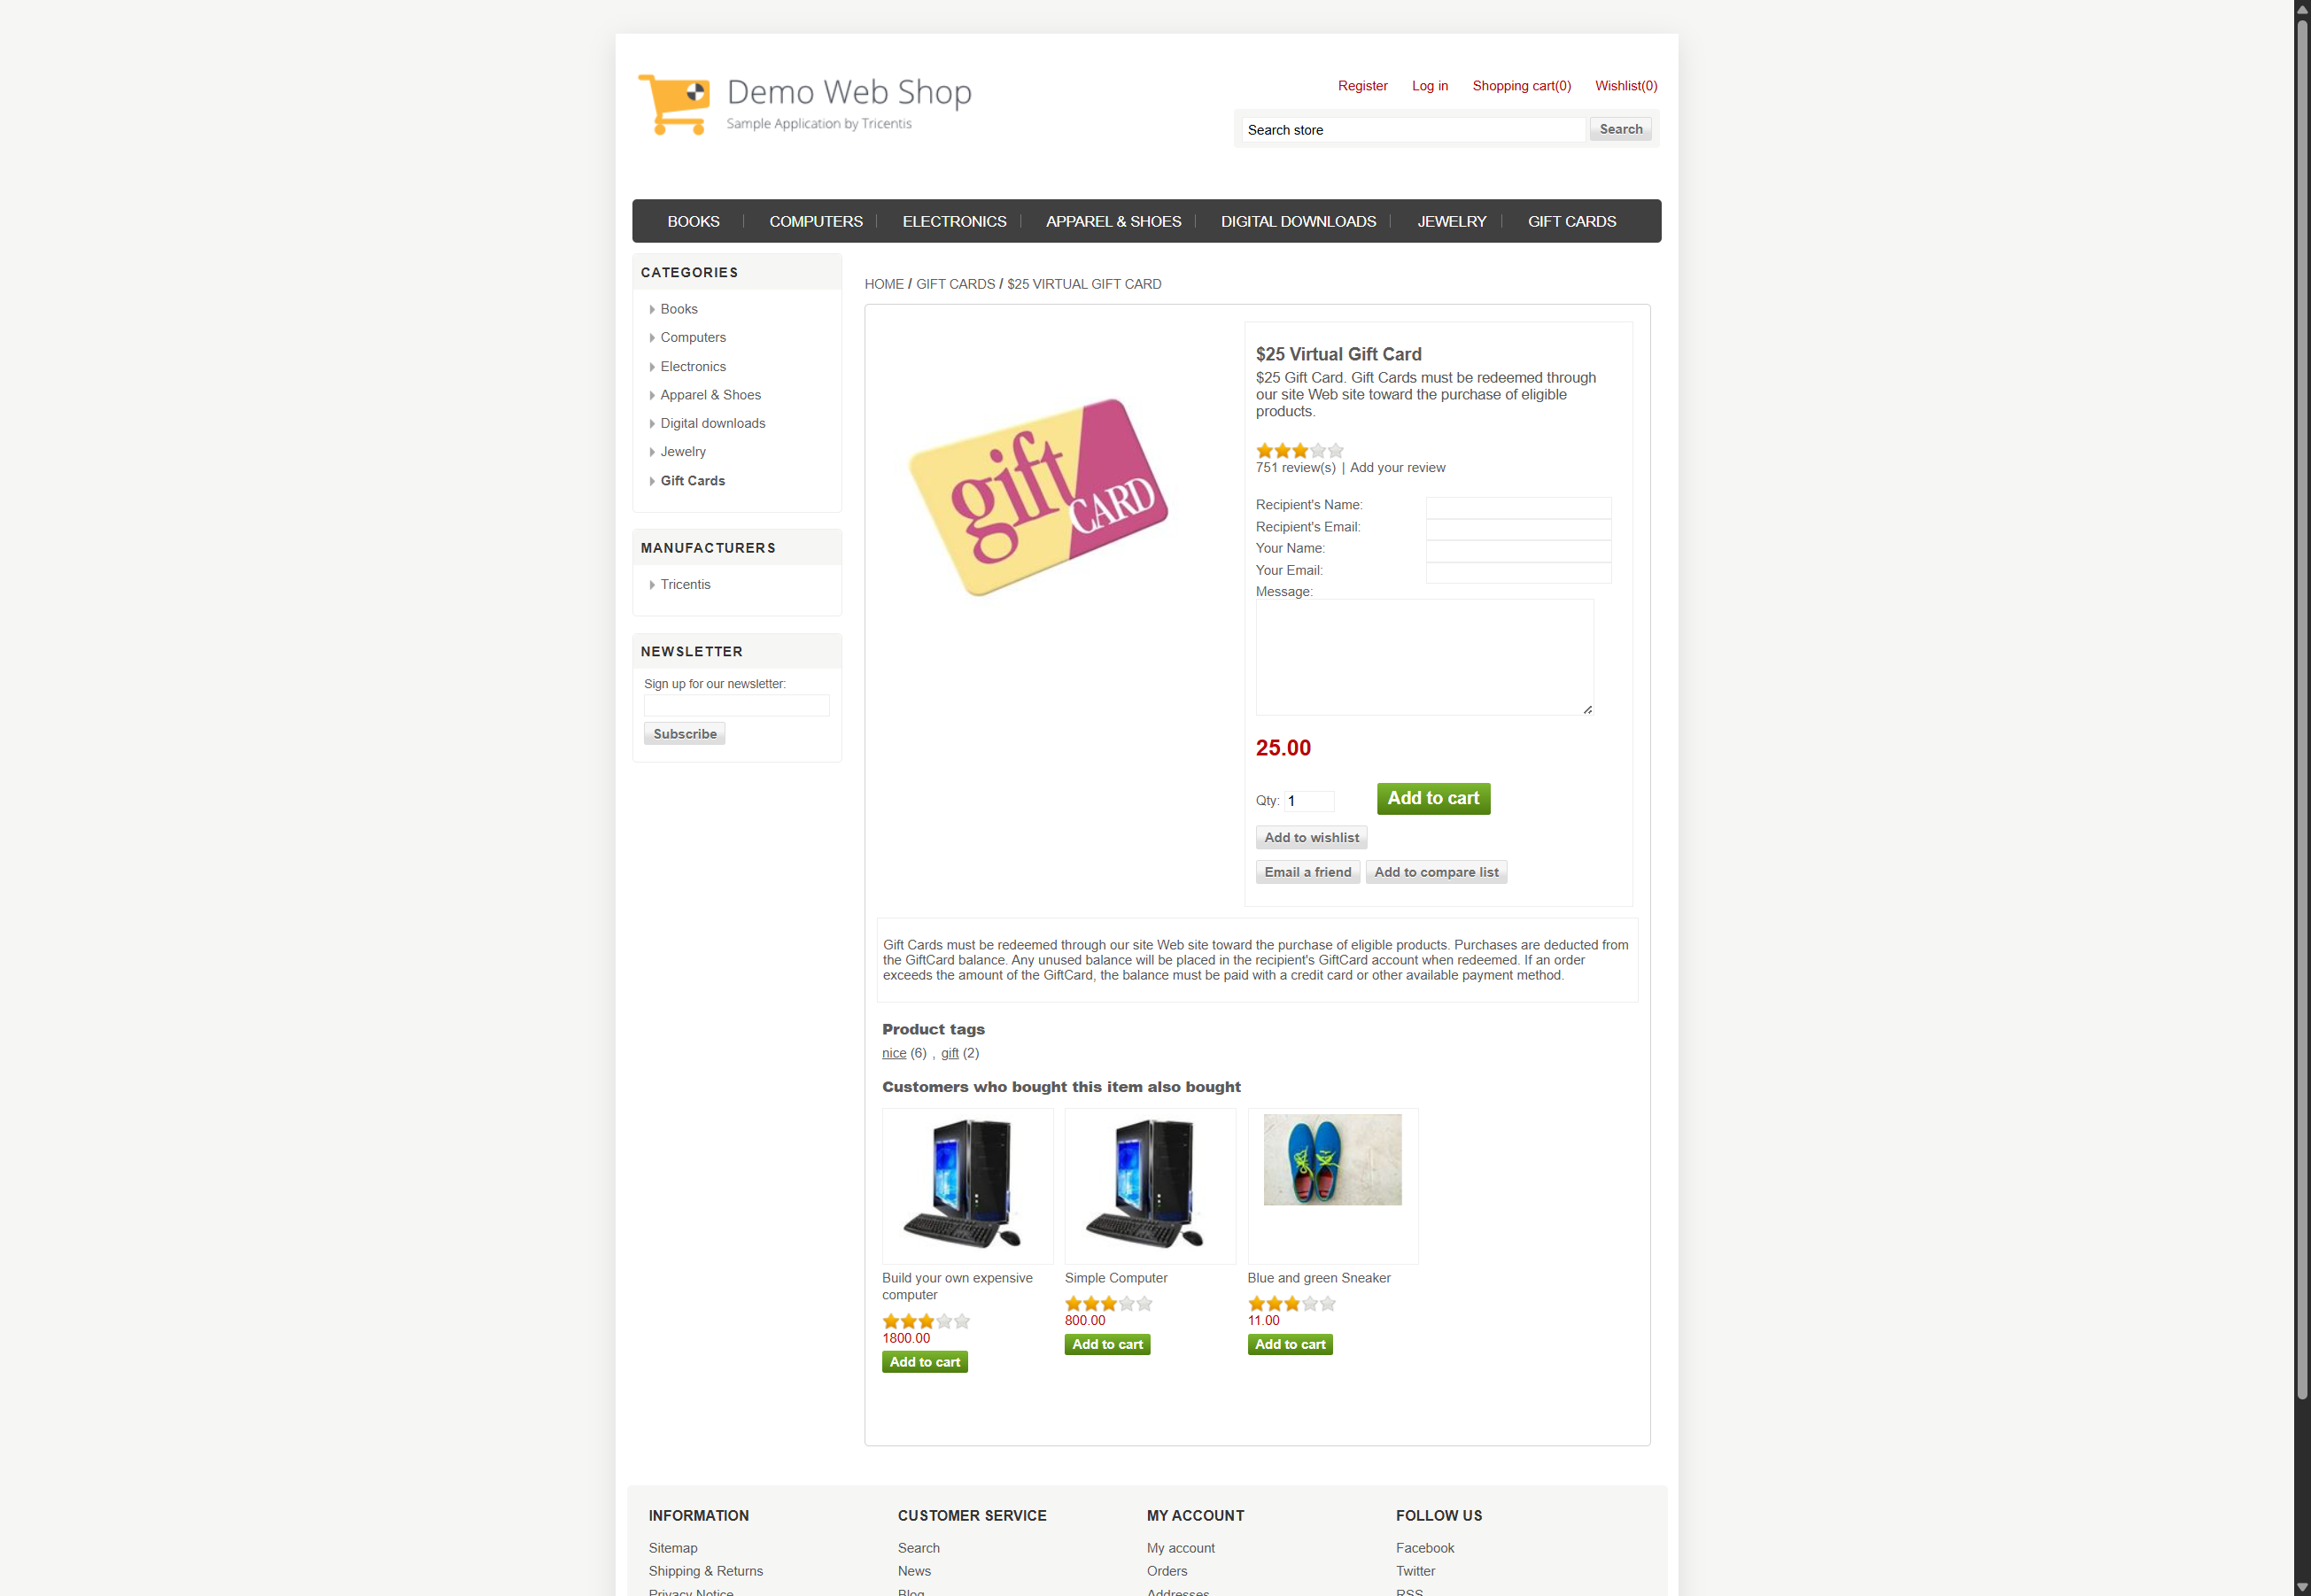 Demo Web Shop
Sample Application by Tricentis
Register Log in Shopping cart(0) Wishlist(0)
Search store Search
BOOKS COMPUTERS ELECTRONICS APPAREL & SHOES DIGITAL DOWNLOADS JEWELRY GIFT CARDS
CATEGORIES
Books
Computers
Electronics
Apparel & Shoes
Digital downloads
Jewelry
Gift Cards
MANUFACTURERS
Tricentis
NEWSLETTER
Sign up for our newsletter:
Subscribe
HOME / GIFT CARDS / $25 VIRTUAL GIFT CARD
gift
CARD
$25 Virtual Gift Card
$25 Gift Card. Gift Cards must be redeemed through
our site Web site toward the purchase of eligible
products.
751 review(s) | Add your review
Recipient's Name:
Recipient's Email:
Your Name:
Your Email:
Message:
25.00
Qty: 1 Add to cart
Add to wishlist
Email a friend Add to compare list
Gift Cards must be redeemed through our site Web site toward the purchase of eligible products. Purchases are deducted from
the GiftCard balance. Any unused balance will be placed in the recipient's GiftCard account when redeemed. If an order
exceeds the amount of the GiftCard, the balance must be paid with a credit card or other available payment method.
Product tags
nice (6) , gift (2)
Customers who bought this item also bought
Build your own expensive
computer
1800.00
Add to cart
Simple Computer
800.00
Add to cart
Blue and green Sneaker
11.00
Add to cart
INFORMATION
Sitemap
Shipping & Returns
Privacy Notice
CUSTOMER SERVICE
Search
News
Blog
MY ACCOUNT
My account
Orders
Addresses
FOLLOW US
Facebook
Twitter
RSS